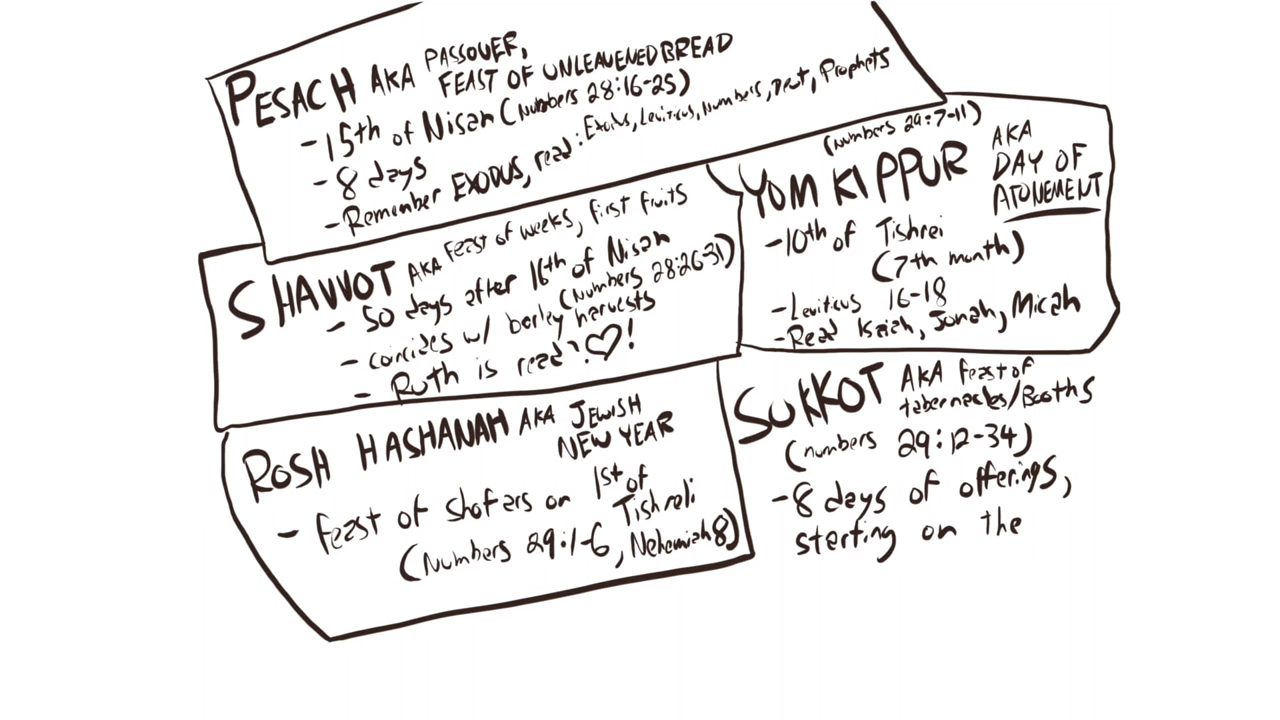 PESACH AKA PASSOVER,
FEAST OF UNLEAVENED BREAD
- 15th of Nisan (Numbers 28:16-25)
- 8 days
- Remember EXODUS, read: Exodus, Leviticus, Numbers, Deut, Prophets
SHAVVOT AKA Feast of weeks, first fruits
- 50 days after 16th of Nisan
(Numbers 28:26-31)
- coincides w/ barley harvests
- Ruth is read! ♡!
ROSH HASHANAH AKA JEWISH
NEW YEAR
- feast of shofars on 1st of
Tishreli
(Numbers 29:1-6, Nehemiah 8)
(Numbers 29:7-11)
YOM KIPPUR AKA
DAY OF
ATONEMENT
- 10th of Tishrei
(7th month)
- Leviticus 16-18
- Read Isaiah, Jonah, Micah
SUKKOT AKA feast of
tabernacles/Booths
(numbers 29:12-34)
- 8 days of offerings,
starting on the